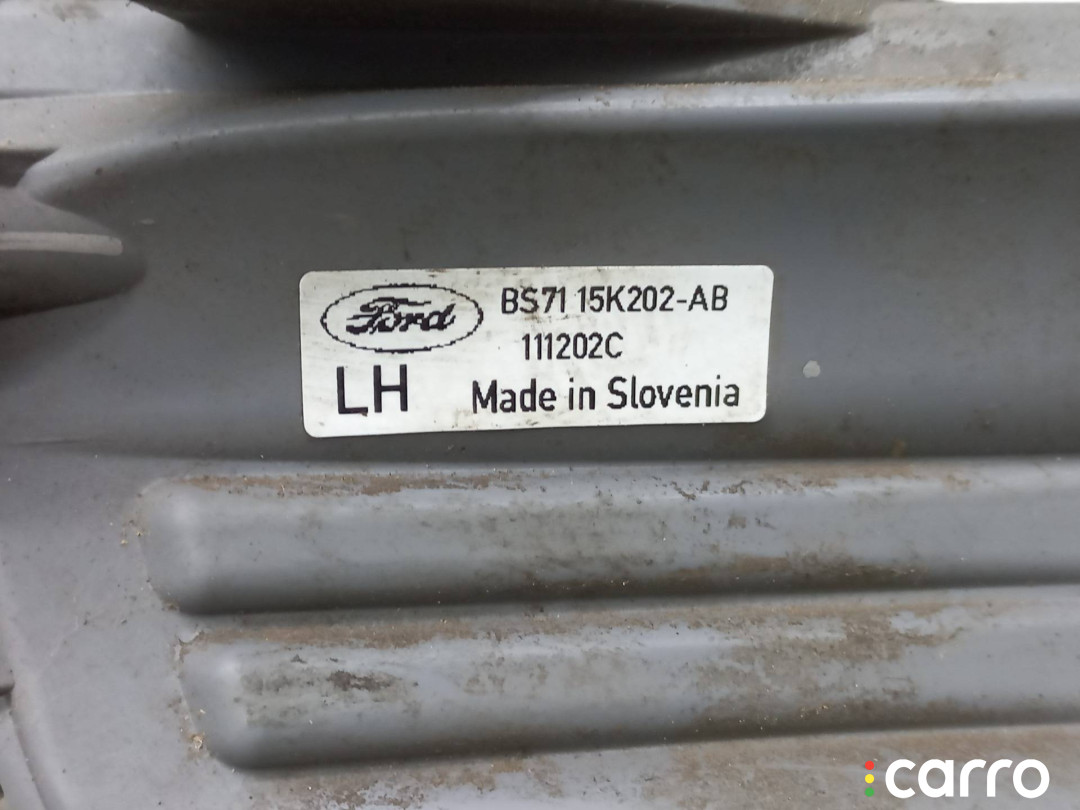 Ford
BS71 15K202-AB
111202C
LH
Made in Slovenia
carro